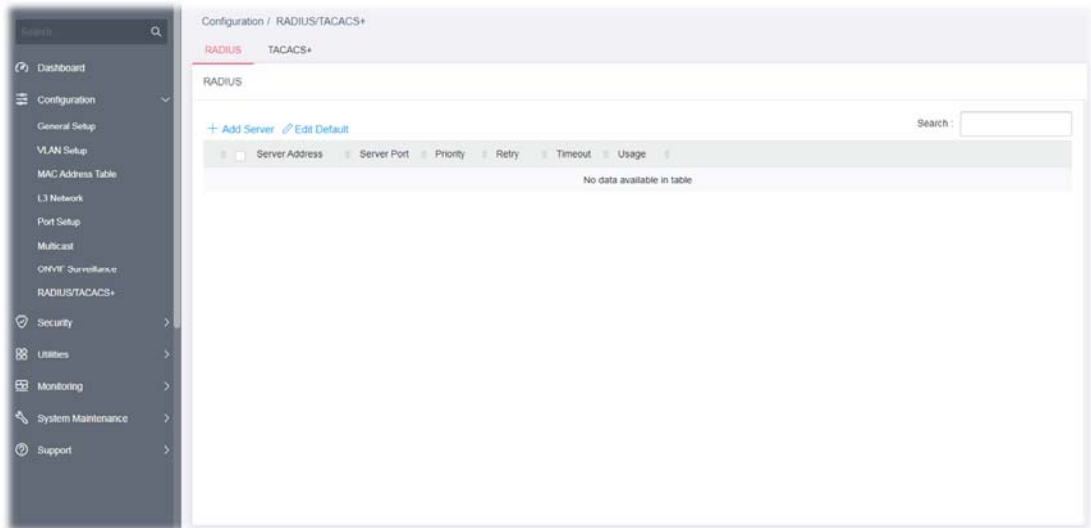 Search...
Dashboard
Configuration
General Setup
VLAN Setup
MAC Address Table
L3 Network
Port Setup
Multicast
ONVIF Surveillance
RADIUS/TACACS+
Security
Utilities
Monitoring
System Maintenance
Support
Configuration / RADIUS/TACACS+
RADIUS TACACS+
RADIUS
+ Add Server Edit Default
Search :
Server Address Server Port Priority Retry Timeout Usage
No data available in table